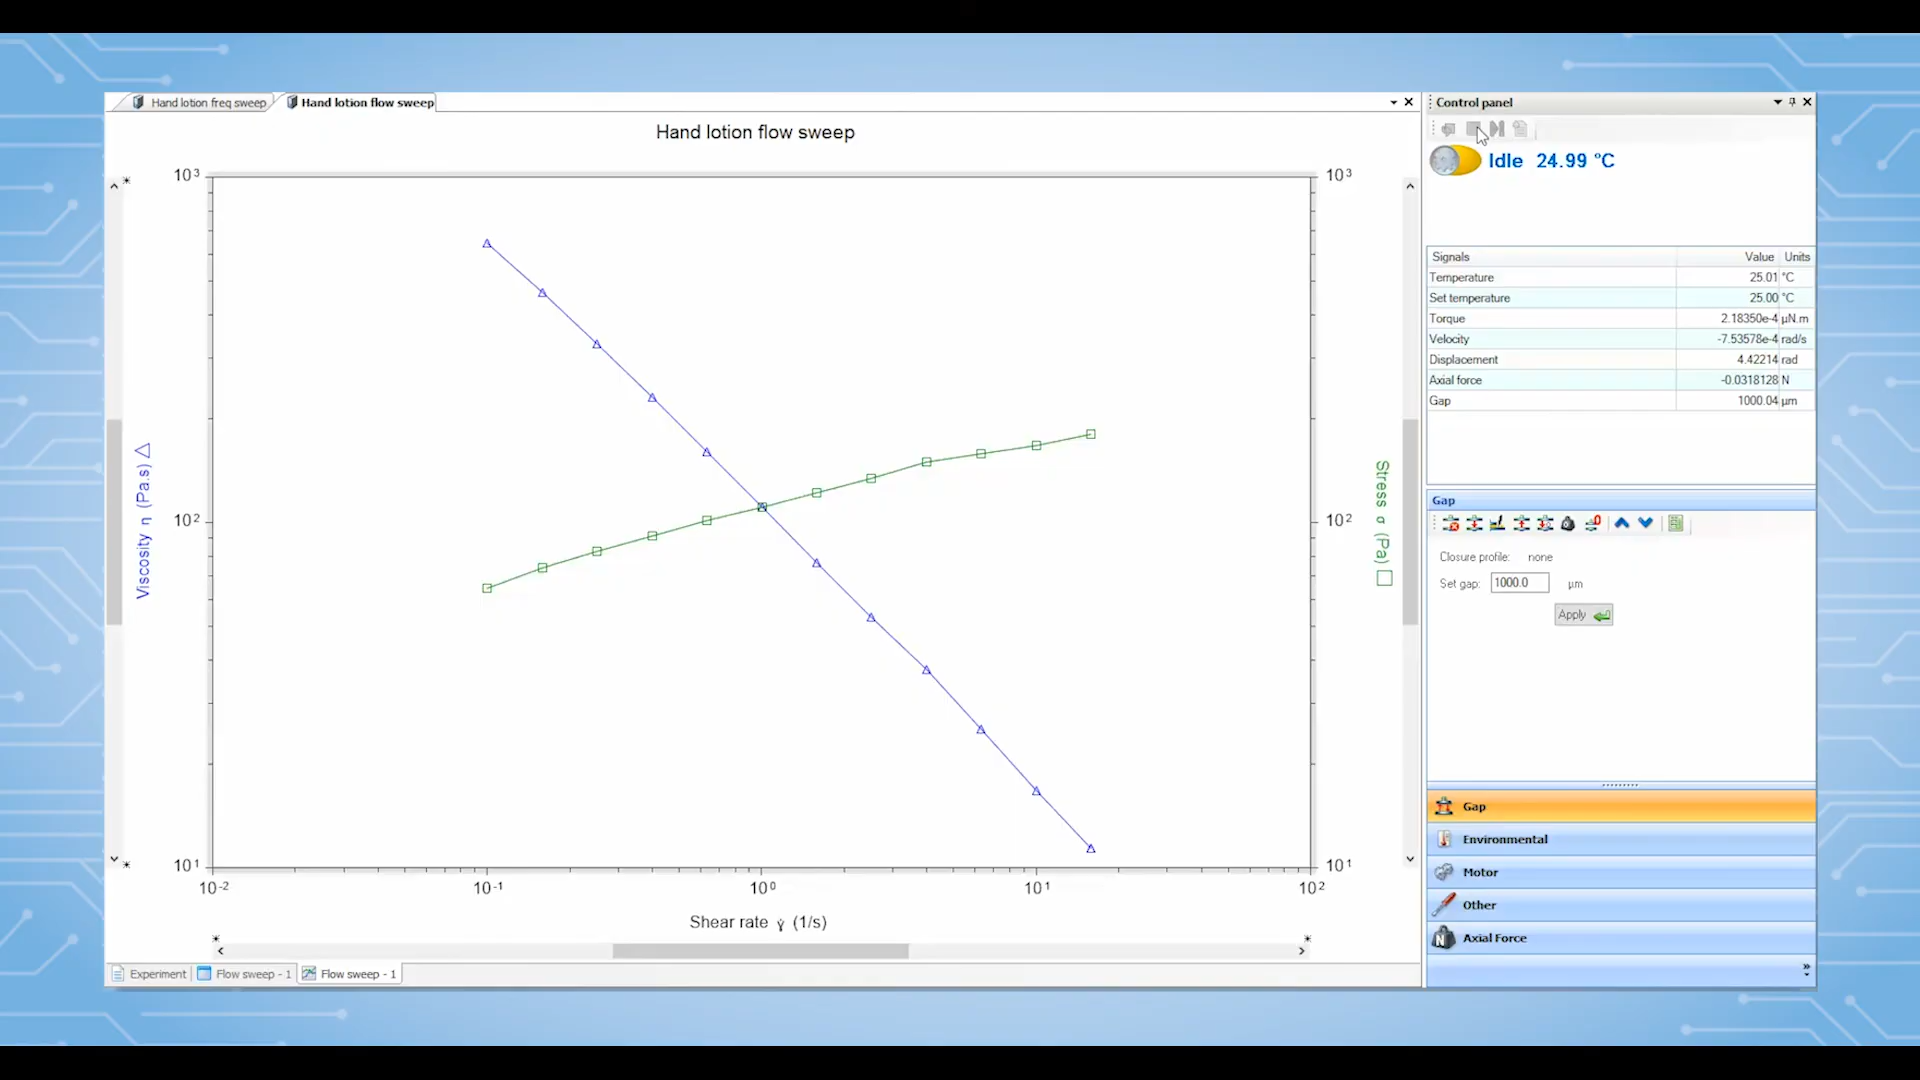 Hand lotion freq sweep
Hand lotion flow sweep
Hand lotion flow sweep
10³
10²
10¹
Viscosity η (Pa.s)
10³
10²
10¹
Stress σ (Pa)
10⁻²
10⁻¹
10⁰
10¹
10²
Shear rate γ̇ (1/s)
Experiment
Flow sweep - 1
Flow sweep - 1
Control panel
Idle 24.99 °C
Signals Value Units
Temperature 25.01 °C
Set temperature 25.00 °C
Torque 2.18350e-4 µN.m
Velocity -7.53578e-4 rad/s
Displacement 4.42214 rad
Axial force -0.0318128 N
Gap 1000.04 µm
Gap
Closure profile: none
Set gap: 1000.0 µm
Apply
Gap
Environmental
Motor
Other
N Axial Force